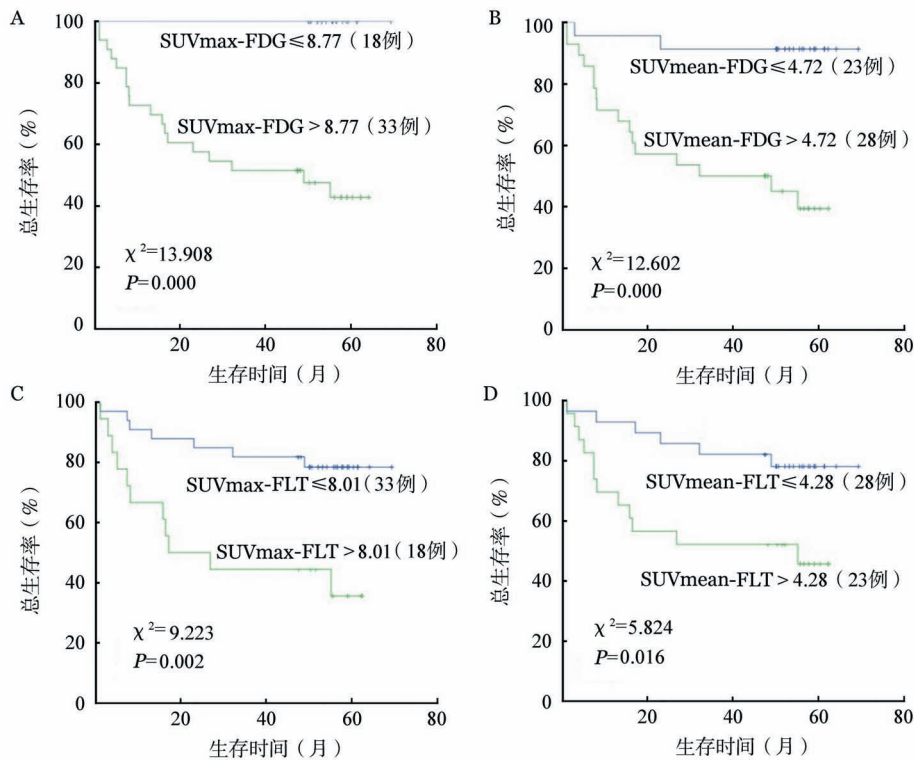 A
100
80
60
40
20
0
总生存率（%）
SUVmax-FDG≤8.77（18例）
SUVmax-FDG＞8.77（33例）
χ²=13.908
P=0.000
20
40
60
80
生存时间（月）
B
100
80
60
40
20
0
总生存率（%）
SUVmean-FDG≤4.72（23例）
SUVmean-FDG＞4.72（28例）
χ²=12.602
P=0.000
20
40
60
80
生存时间（月）
C
100
80
60
40
20
0
总生存率（%）
SUVmax-FLT≤8.01（33例）
SUVmax-FLT＞8.01（18例）
χ²=9.223
P=0.002
20
40
60
80
生存时间（月）
D
100
80
60
40
20
0
总生存率（%）
SUVmean-FLT≤4.28（28例）
SUVmean-FLT＞4.28（23例）
χ²=5.824
P=0.016
20
40
60
80
生存时间（月）